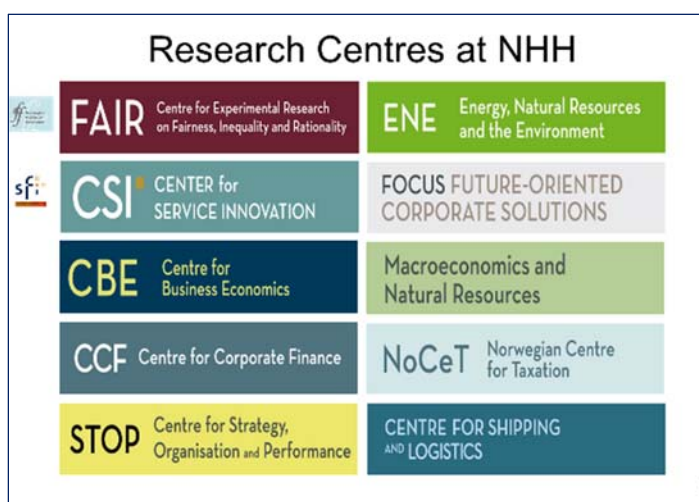 Research Centres at NHH
FAIR
Centre for Experimental Research
on Fairness, Inequality and Rationality
ENE
Energy, Natural Resources
and the Environment
sfi
CSI
CENTER for
SERVICE INNOVATION
FOCUS FUTURE-ORIENTED
CORPORATE SOLUTIONS
CBE
Centre for
Business Economics
Macroeconomics and
Natural Resources
CCF Centre for Corporate Finance
NoCeT
Norwegian Centre
for Taxation
STOP
Centre for Strategy,
Organisation and Performance
CENTRE FOR SHIPPING
AND LOGISTICS